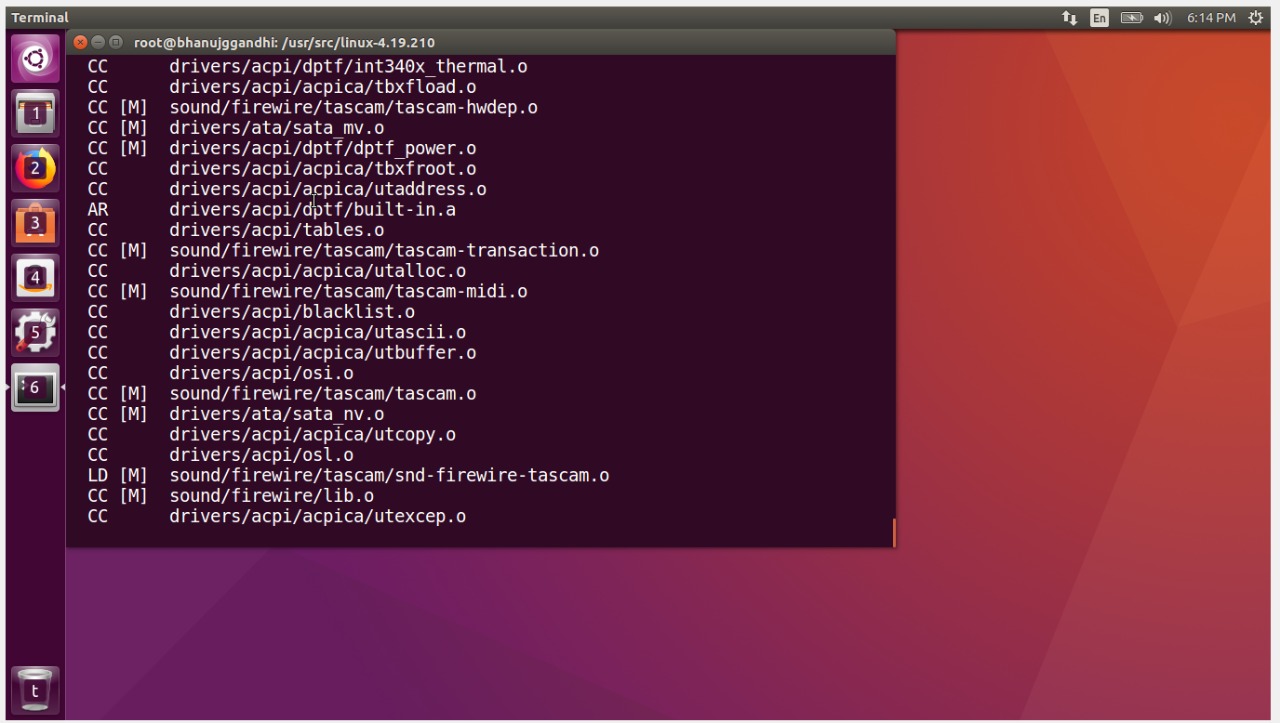 Terminal
En
6:14 PM
root@bhanujggandhi: /usr/src/linux-4.19.210
CC drivers/acpi/dptf/int340x_thermal.o
CC drivers/acpi/acpica/tbxfload.o
CC [M] sound/firewire/tascam/tascam-hwdep.o
CC [M] drivers/ata/sata_mv.o
CC [M] drivers/acpi/dptf/dptf_power.o
CC drivers/acpi/acpica/tbxfroot.o
CC drivers/acpi/acpica/utaddress.o
AR drivers/acpi/dptf/built-in.a
CC drivers/acpi/tables.o
CC [M] sound/firewire/tascam/tascam-transaction.o
CC drivers/acpi/acpica/utalloc.o
CC [M] sound/firewire/tascam/tascam-midi.o
CC drivers/acpi/blacklist.o
CC drivers/acpi/acpica/utascii.o
CC drivers/acpi/acpica/utbuffer.o
CC drivers/acpi/osi.o
CC [M] sound/firewire/tascam/tascam.o
CC [M] drivers/ata/sata_nv.o
CC drivers/acpi/acpica/utcopy.o
CC drivers/acpi/osl.o
LD [M] sound/firewire/tascam/snd-firewire-tascam.o
CC [M] sound/firewire/lib.o
CC drivers/acpi/acpica/utexcep.o
1
2
3
4
5
6
t